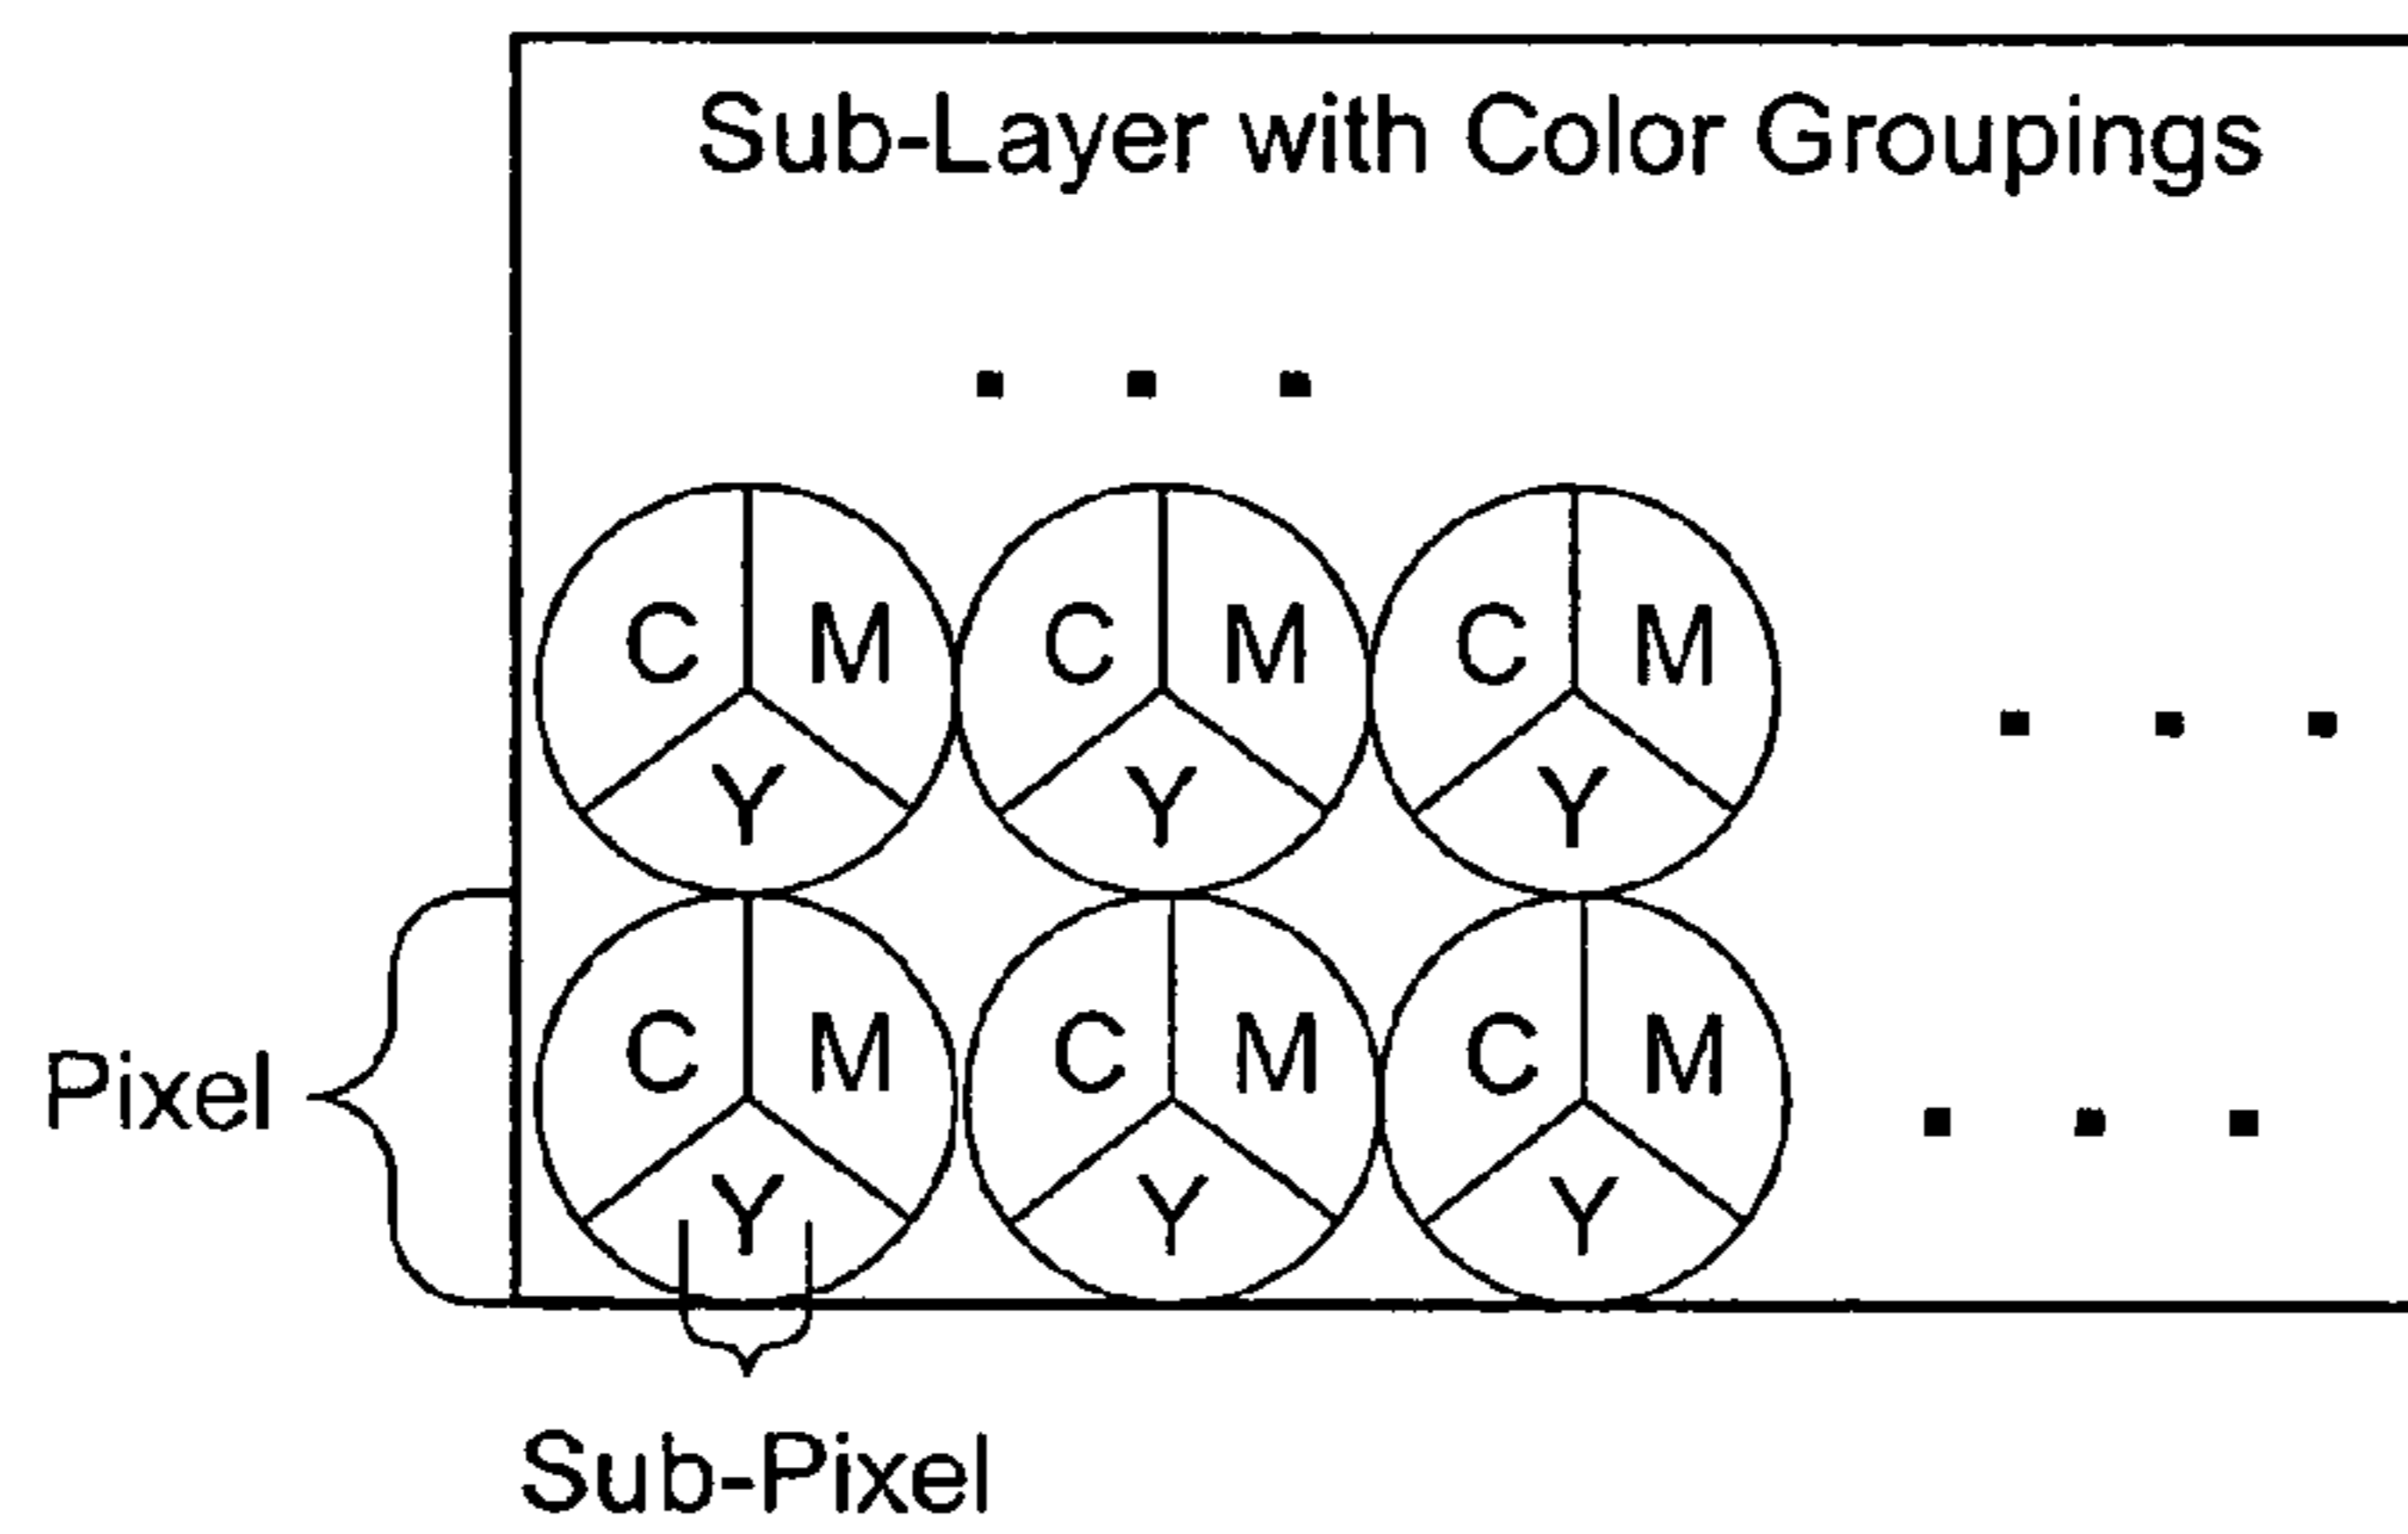 Sub-Layer with Color Groupings
. . .
C M C M C M
Y Y Y . . .
C M C M C M
Pixel
Y Y Y . . .
Sub-Pixel